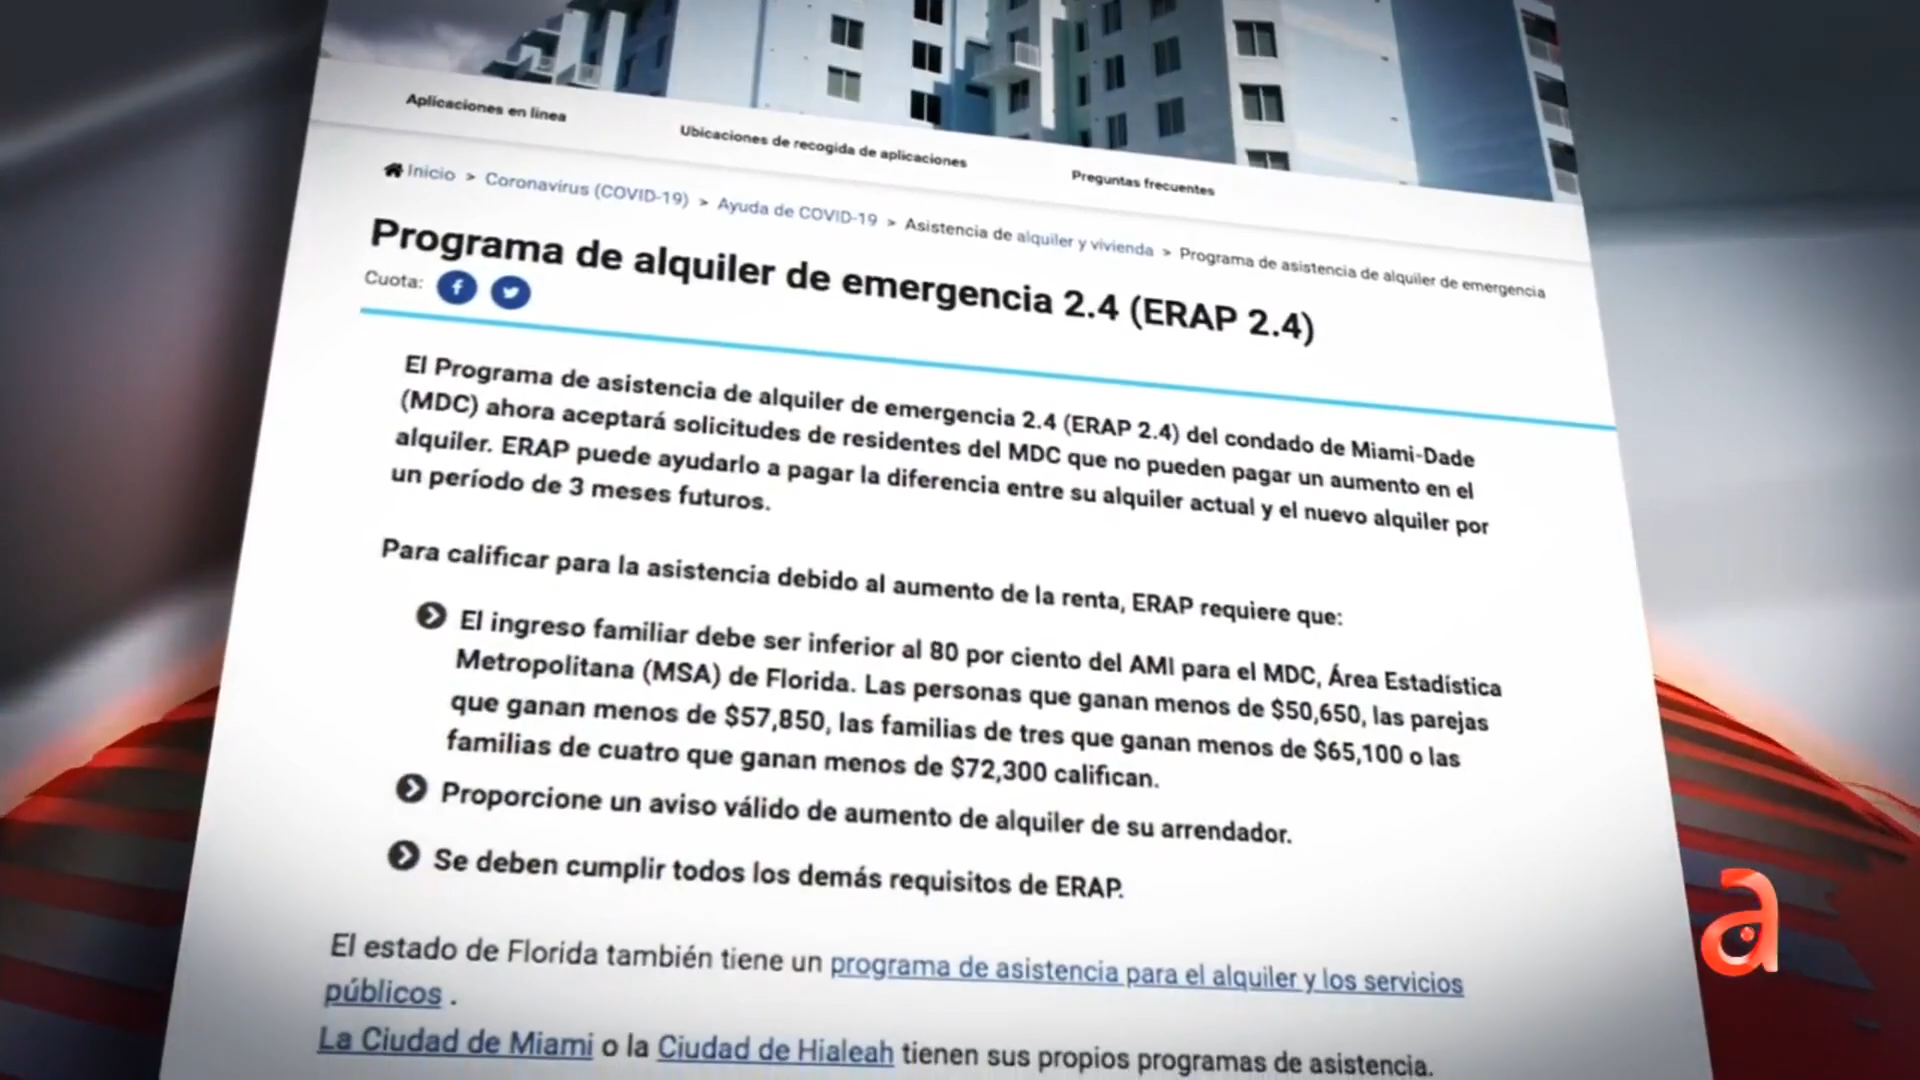 Aplicaciones en línea
Ubicaciones de recogida de aplicaciones
Preguntas frecuentes
Inicio > Coronavirus (COVID-19) > Ayuda de COVID-19 > Asistencia de alquiler y vivienda > Programa de asistencia de alquiler de emergencia
Programa de alquiler de emergencia 2.4 (ERAP 2.4)
Cuota:
El Programa de asistencia de alquiler de emergencia 2.4 (ERAP 2.4) del condado de Miami-Dade
(MDC) ahora aceptará solicitudes de residentes del MDC que no pueden pagar un aumento en el
alquiler. ERAP puede ayudarlo a pagar la diferencia entre su alquiler actual y el nuevo alquiler por
un período de 3 meses futuros.
Para calificar para la asistencia debido al aumento de la renta, ERAP requiere que:
El ingreso familiar debe ser inferior al 80 por ciento del AMI para el MDC, Área Estadística
Metropolitana (MSA) de Florida. Las personas que ganan menos de $50,650, las parejas
que ganan menos de $57,850, las familias de tres que ganan menos de $65,100 o las
familias de cuatro que ganan menos de $72,300 califican.
Proporcione un aviso válido de aumento de alquiler de su arrendador.
Se deben cumplir todos los demás requisitos de ERAP.
El estado de Florida también tiene un programa de asistencia para el alquiler y los servicios
públicos .
La Ciudad de Miami o la Ciudad de Hialeah tienen sus propios programas de asistencia.
a